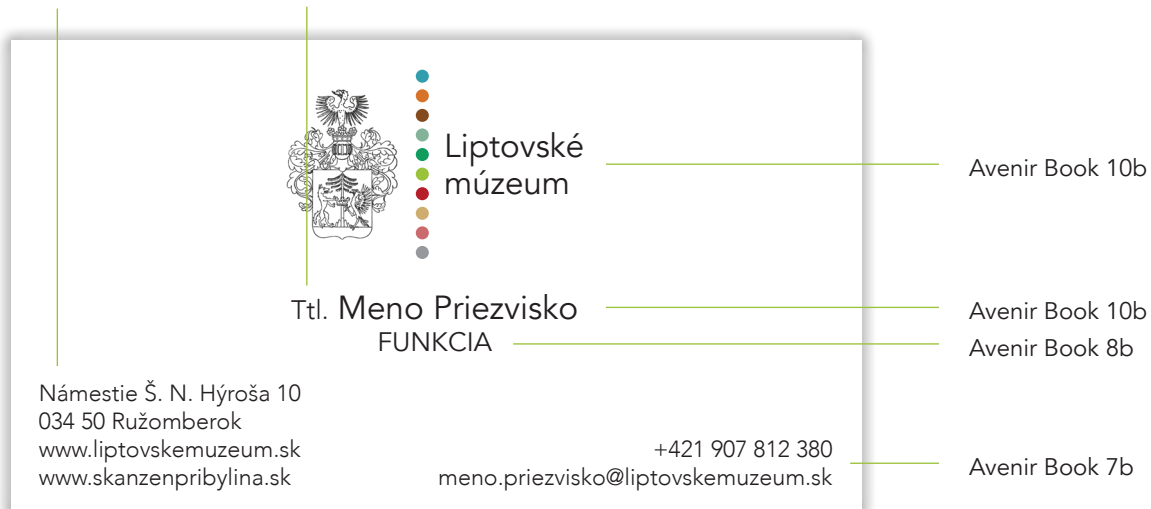 Liptovské
múzeum
Avenir Book 10b
Ttl. Meno Priezvisko
Avenir Book 10b
FUNKCIA
Avenir Book 8b
Námestie Š. N. Hýroša 10
034 50 Ružomberok
www.liptovskemuzeum.sk
www.skanzenpribylina.sk
+421 907 812 380
meno.priezvisko@liptovskemuzeum.sk
Avenir Book 7b